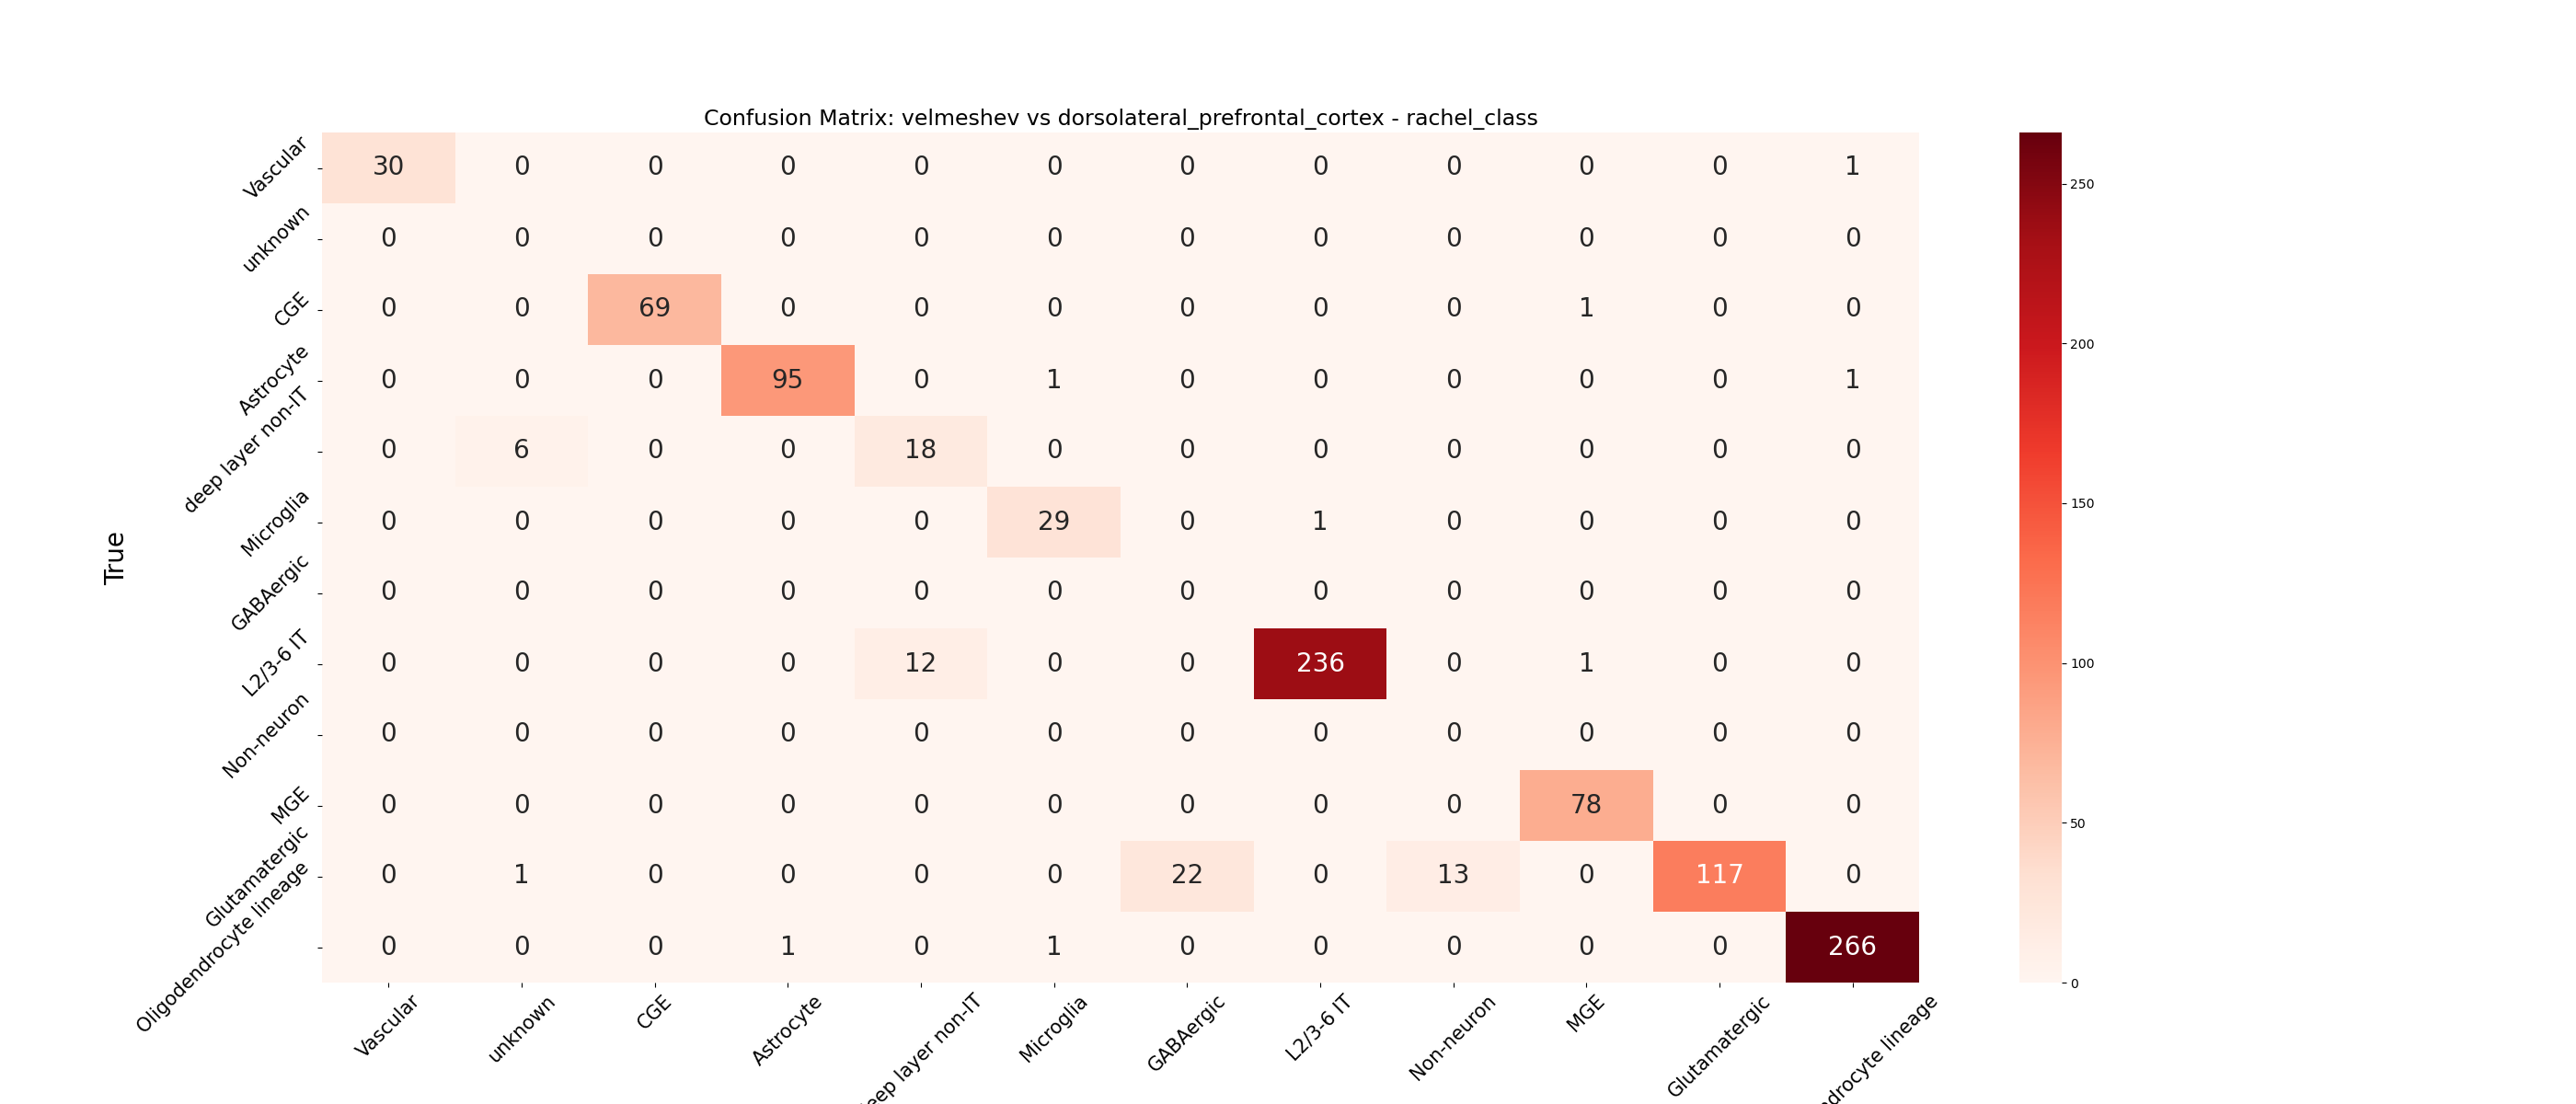 Confusion Matrix: velmeshev vs dorsolateral_prefrontal_cortex - rachel_class
True
Vascular 30 0 0 0 0 0 0 0 0 0 0 1
unknown 0 0 0 0 0 0 0 0 0 0 0 0
CGE 0 0 69 0 0 0 0 0 0 1 0 0
Astrocyte 0 0 0 95 0 1 0 0 0 0 0 1
deep layer non-IT 0 6 0 0 18 0 0 0 0 0 0 0
Microglia 0 0 0 0 0 29 0 1 0 0 0 0
GABAergic 0 0 0 0 0 0 0 0 0 0 0 0
L2/3-6 IT 0 0 0 0 12 0 0 236 0 1 0 0
Non-neuron 0 0 0 0 0 0 0 0 0 0 0 0
MGE 0 0 0 0 0 0 0 0 0 78 0 0
Glutamatergic 0 1 0 0 0 0 22 0 13 0 117 0
Oligodendrocyte lineage 0 0 0 1 0 1 0 0 0 0 0 266
Vascular unknown CGE Astrocyte eep layer non-IT Microglia GABAergic L2/3-6 IT Non-neuron MGE Glutamatergic ndrocyte lineage
250
200
150
100
50
0